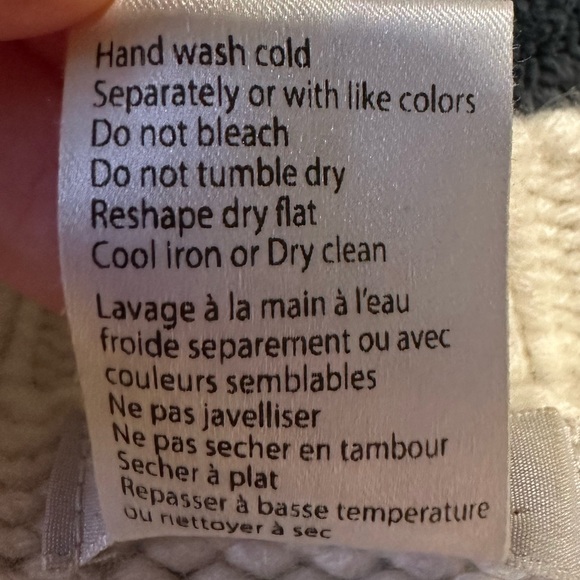 Hand wash cold
Separately or with like colors
Do not bleach
Do not tumble dry
Reshape dry flat
Cool iron or Dry clean
Lavage à la main à l'eau
froide separement ou avec
couleurs semblables
Ne pas javelliser
Ne pas secher en tambour
Secher à plat
Repasser à basse temperature
ou nettoyer à sec